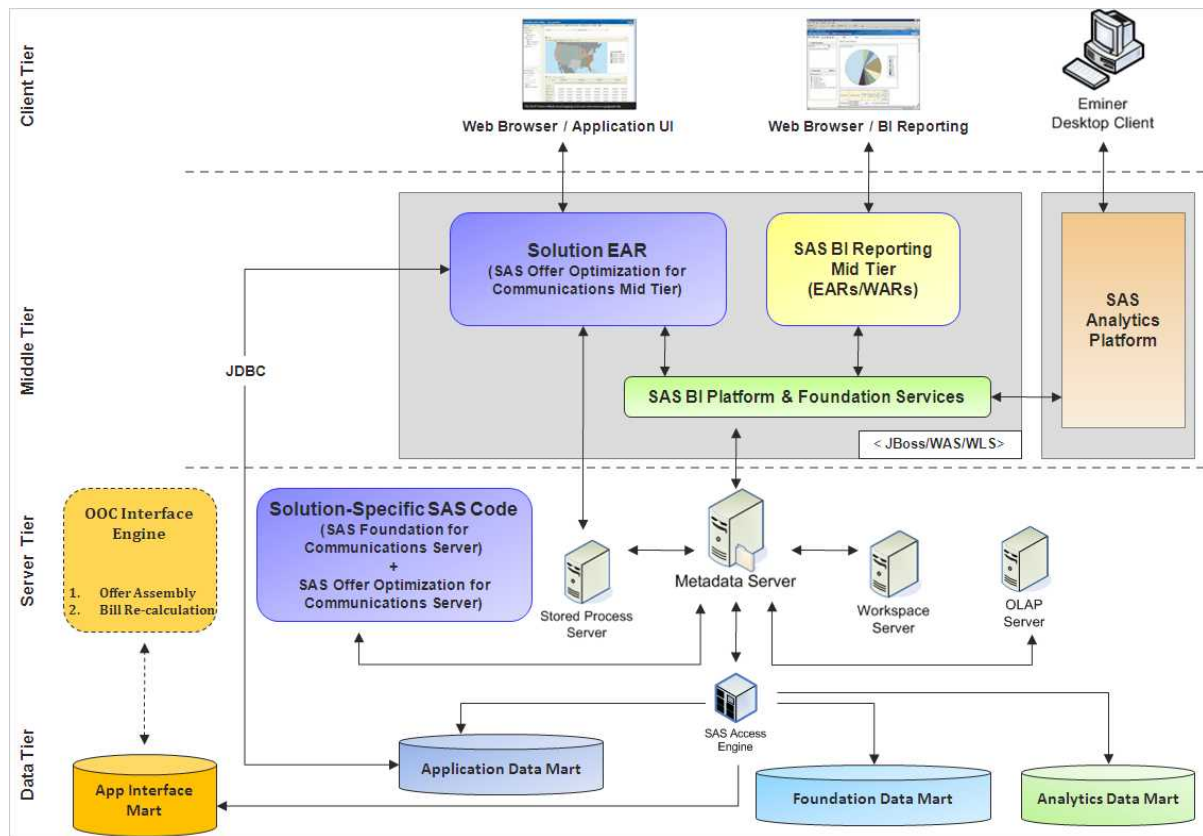 Client Tier
Web Browser / Application UI
Web Browser / BI Reporting
Eminer
Desktop Client
Middle Tier
Solution EAR
(SAS Offer Optimization for
Communications Mid Tier)
SAS BI Reporting
Mid Tier
(EARs/WARs)
SAS
Analytics
Platform
JDBC
SAS BI Platform & Foundation Services
< JBoss/WAS/WLS>
Server Tier
OOC Interface
Engine
1. Offer Assembly
2. Bill Re-calculation
Solution-Specific SAS Code
(SAS Foundation for
Communications Server)
+
SAS Offer Optimization for
Communications Server)
Stored Process
Server
Metadata Server
Workspace
Server
OLAP
Server
Data Tier
SAS Access
Engine
App Interface
Mart
Application Data Mart
Foundation Data Mart
Analytics Data Mart